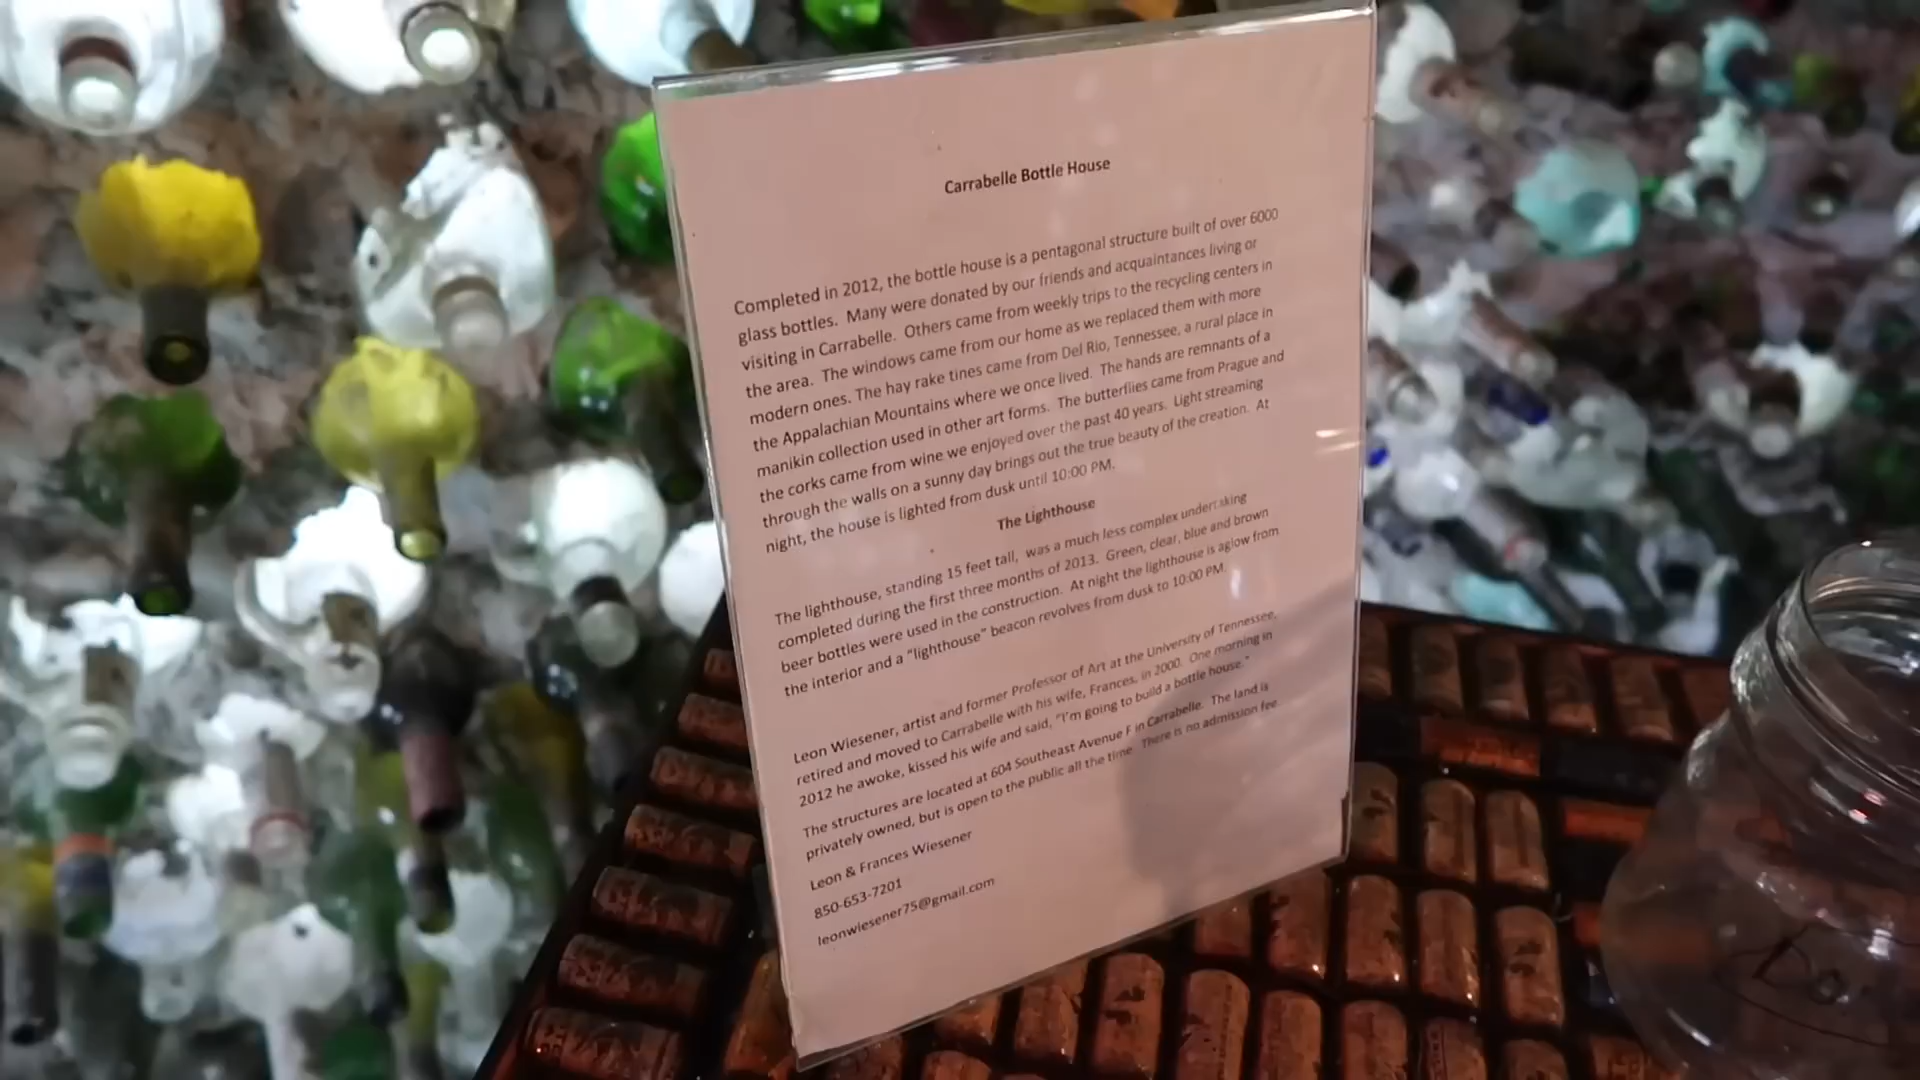 Carrabelle Bottle House
Completed in 2012, the bottle house is a pentagonal structure built of over 6000
glass bottles. Many were donated by our friends and acquaintances living or
visiting in Carrabelle. Others came from weekly trips to the recycling centers in
the area. The windows came from our home as we replaced them with more
modern ones. The hay rake tines came from Del Rio, Tennessee, a rural place in
the Appalachian Mountains where we once lived. The hands are remnants of a
manikin collection used in other art forms. The butterflies came from Prague and
the corks came from wine we enjoyed over the past 40 years. Light streaming
through the walls on a sunny day brings out the true beauty of the creation. At
night, the house is lighted from dusk until 10:00 PM.
The Lighthouse
The lighthouse, standing 15 feet tall, was a much less complex undertaking
completed during the first three months of 2013. Green, clear, blue and brown
beer bottles were used in the construction. At night the lighthouse is aglow from
the interior and a "lighthouse" beacon revolves from dusk to 10:00 PM.
Leon Wiesener, artist and former Professor of Art at the University of Tennessee,
retired and moved to Carrabelle with his wife, Frances, in 2000. One morning in
2012 he awoke, kissed his wife and said, "I'm going to build a bottle house."
The structures are located at 604 Southeast Avenue F in Carrabelle. The land is
privately owned, but is open to the public all the time. There is no admission fee.
Leon & Frances Wiesener
850-653-7201
leonwiesener75@gmail.com